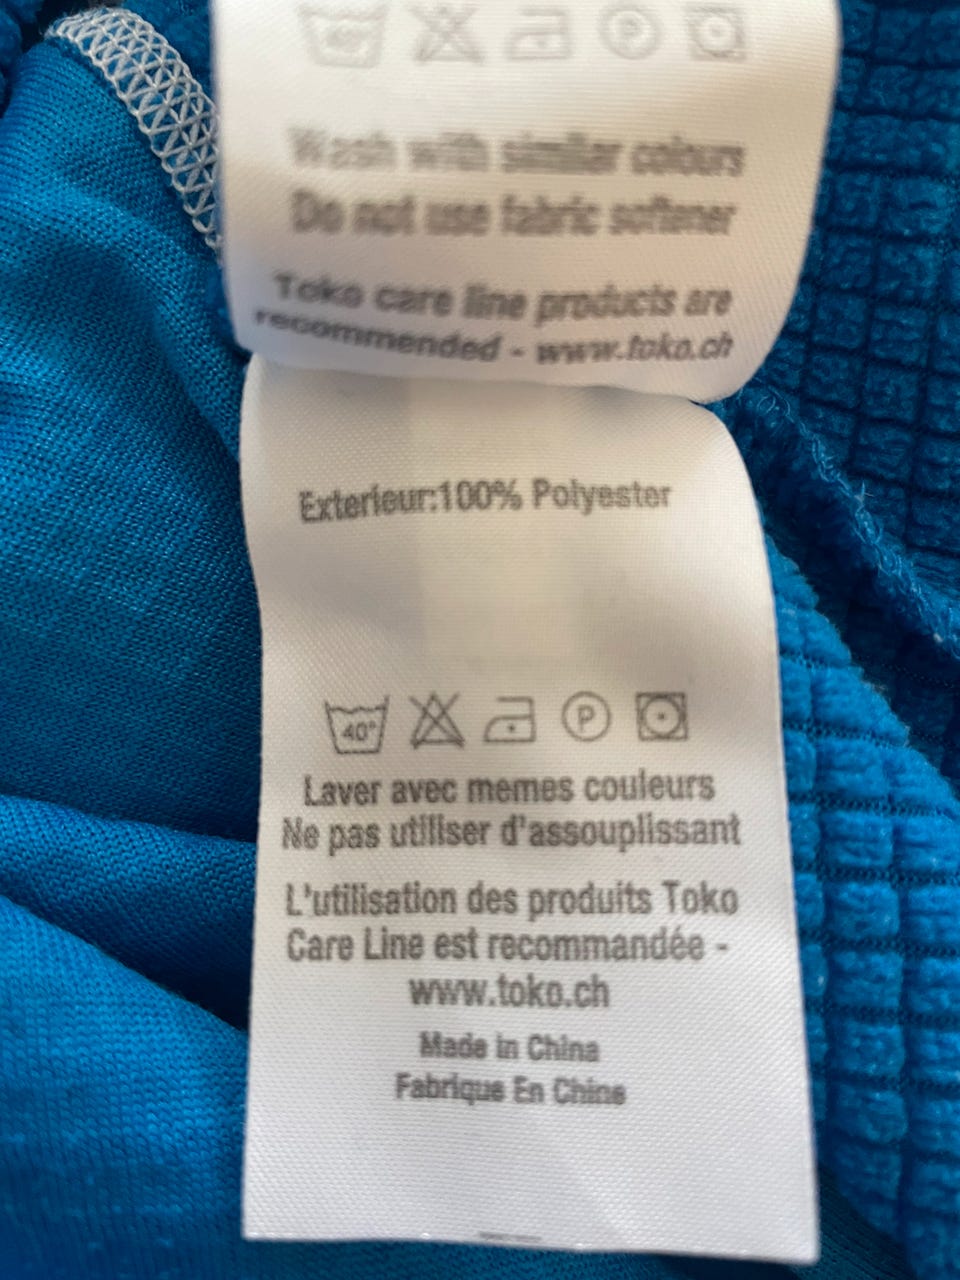 40°
P
Wash with similar colours
Do not use fabric softener
Toko care line products are
recommended - www.toko.ch
Exterieur:100% Polyester
40°
P
Laver avec memes couleurs
Ne pas utiliser d'assouplissant
L'utilisation des produits Toko
Care Line est recommandée -
www.toko.ch
Made in China
Fabrique En Chine